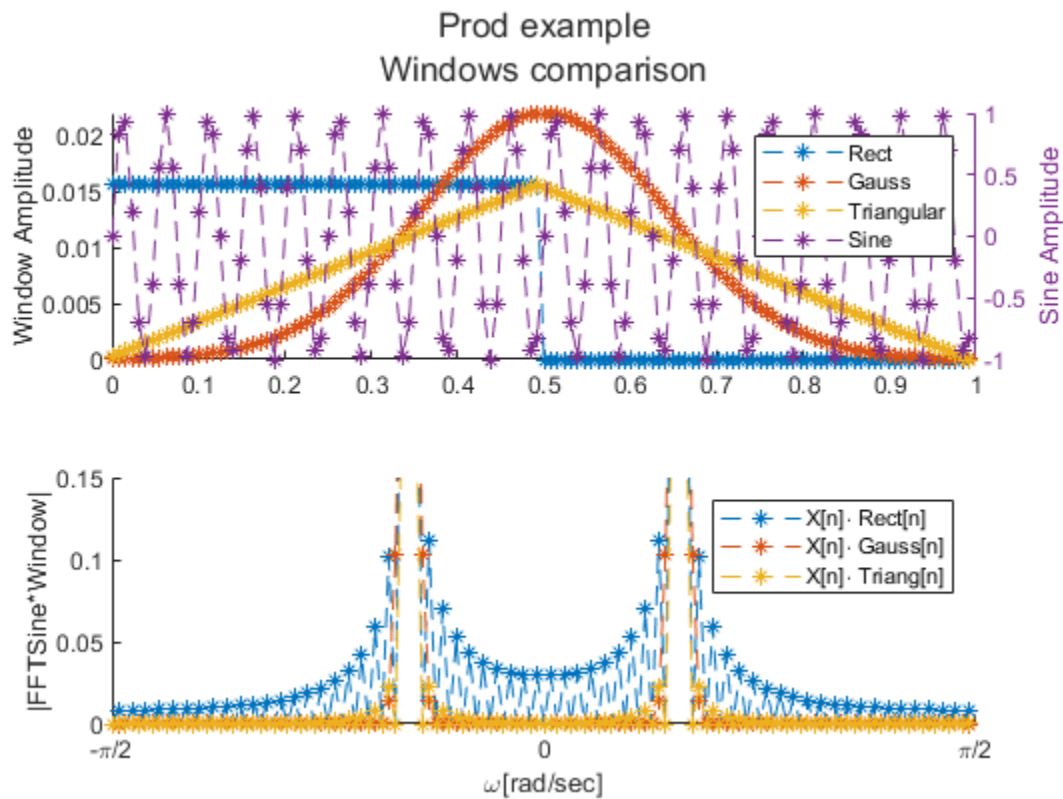 Prod example
Windows comparison
Window Amplitude
0.02
0.015
0.01
0.005
0
Rect
Gauss
Triangular
Sine
1
0.5
0
-0.5
-1
Sine Amplitude
0 0.1 0.2 0.3 0.4 0.5 0.6 0.7 0.8 0.9 1
|FFTSine*Window|
0.15
0.1
0.05
0
X[n]· Rect[n]
X[n]· Gauss[n]
X[n]· Triang[n]
-π/2 0 π/2
ω[rad/sec]